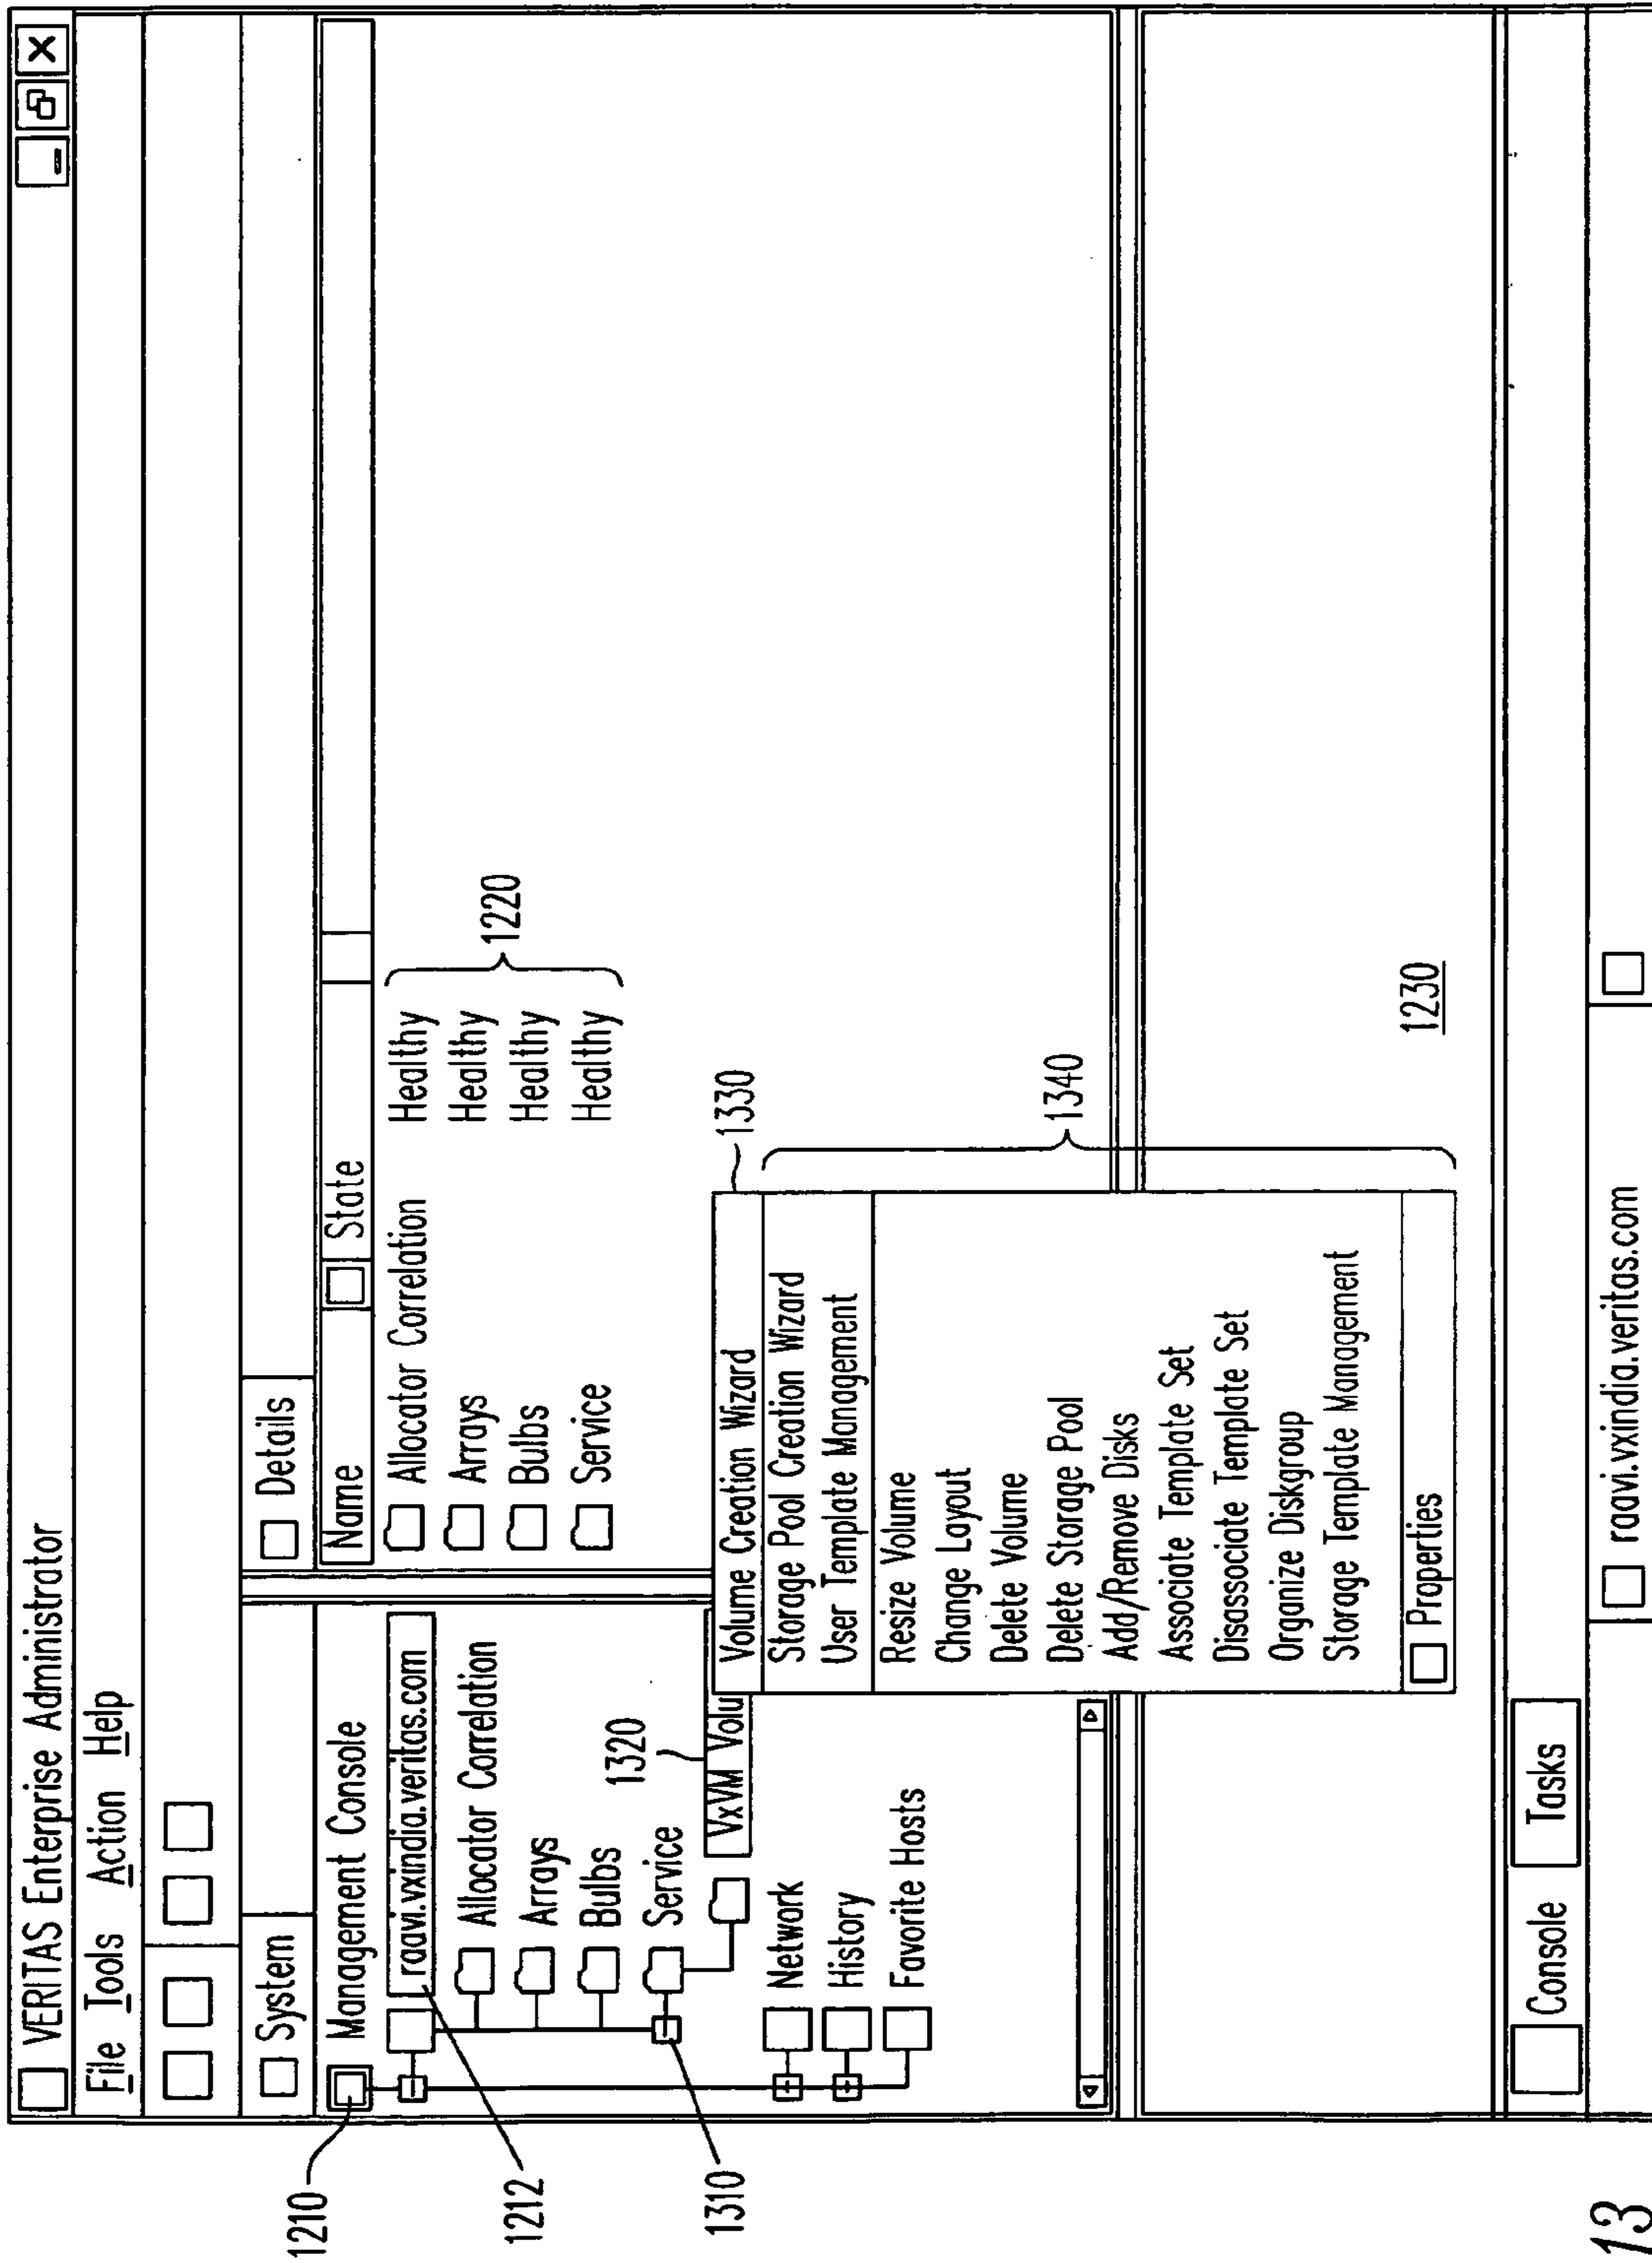 VERITAS Enterprise Administrator
File Tools Action Help
System
Details
Management Console
Name State
raavi.vxindia.veritas.com
Allocator Correlation
Arrays
Bulbs
Service
VxVM Volu
Network
History
Favorite Hosts
Allocator Correlation Healthy
Arrays Healthy
Bulbs Healthy
Service Healthy
Volume Creation Wizard
Storage Pool Creation Wizard
User Template Management
Resize Volume
Change Layout
Delete Volume
Delete Storage Pool
Add/Remove Disks
Associate Template Set
Disassociate Template Set
Organize Diskgroup
Storage Template Management
Properties
Console Tasks
raavi.vxindia.veritas.com
1210
1212
1310
1320
1220
1330
1340
1230
13